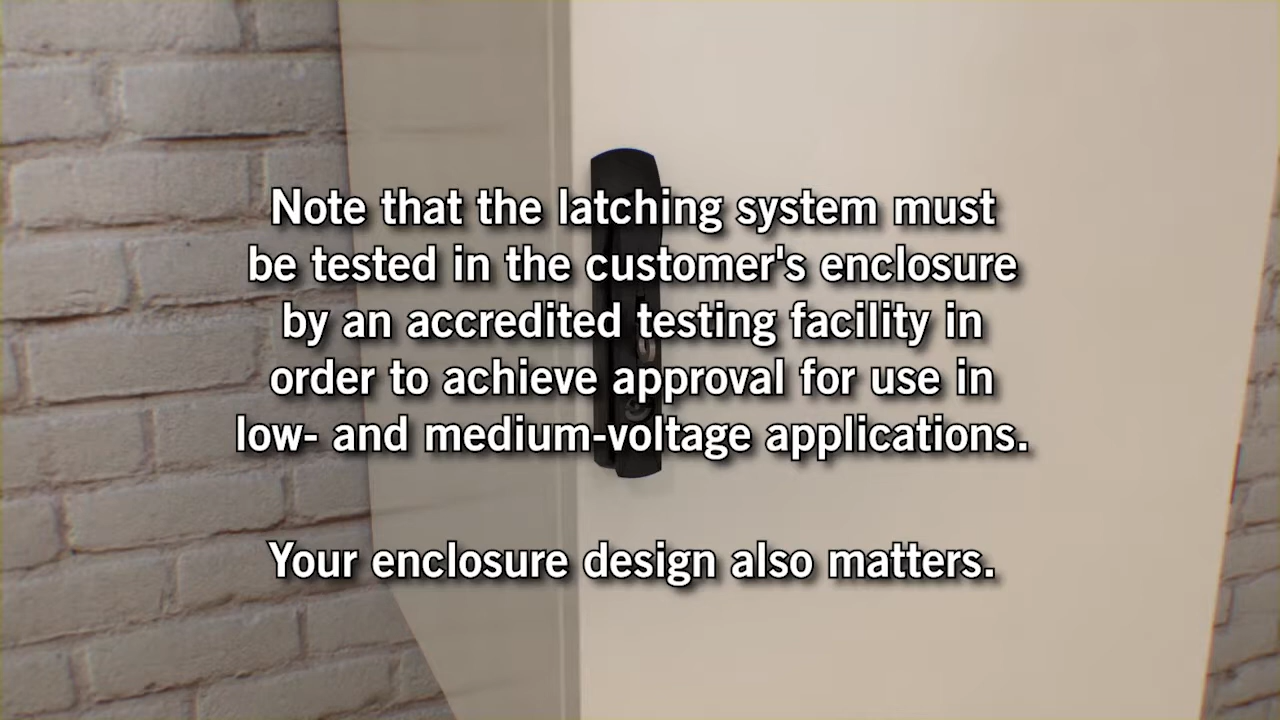 Note that the latching system must
be tested in the customer's enclosure
by an accredited testing facility in
order to achieve approval for use in
low- and medium-voltage applications.
Your enclosure design also matters.